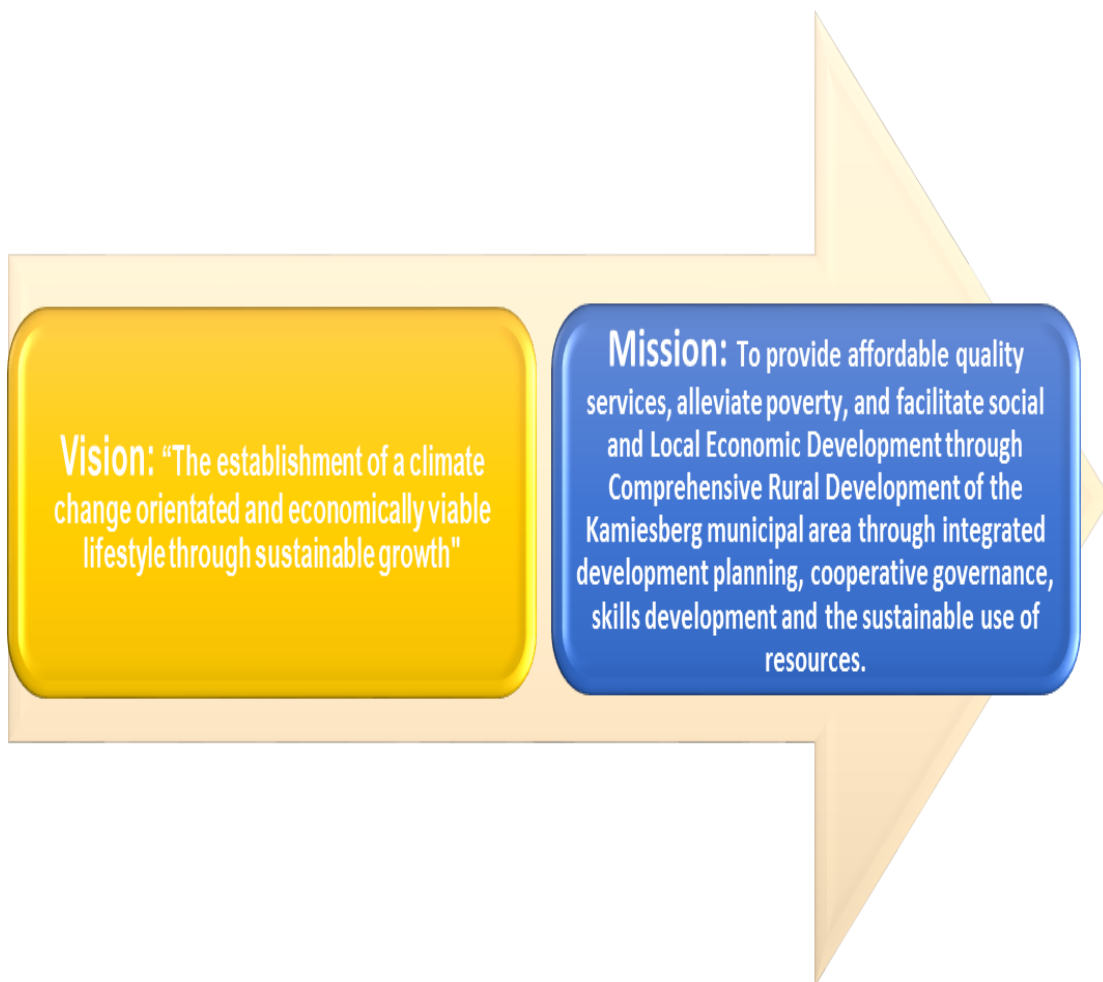 Vision: “The establishment of a climate
change orientated and economically viable
lifestyle through sustainable growth"
Mission: To provide affordable quality
services, alleviate poverty, and facilitate social
and Local Economic Development through
Comprehensive Rural Development of the
Kamiesberg municipal area through integrated
development planning, cooperative governance,
skills development and the sustainable use of
resources.